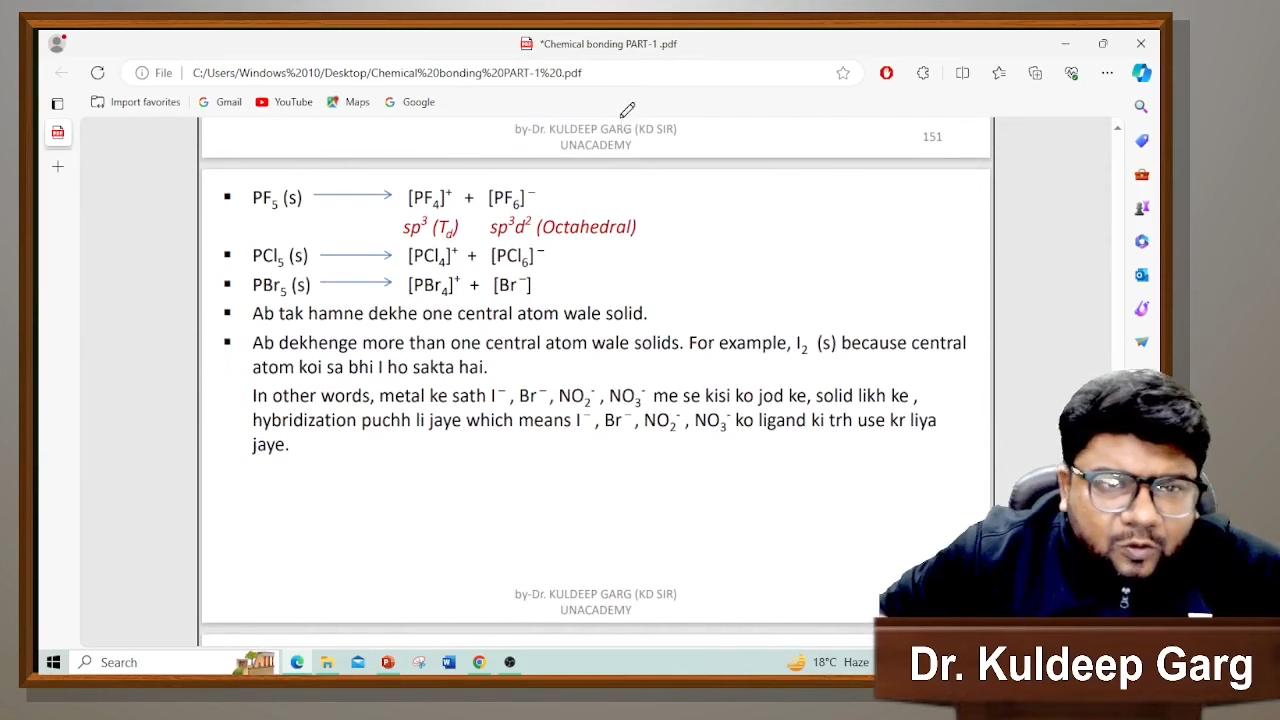 *Chemical bonding PART-1 .pdf
File C:/Users/Windows%2010/Desktop/Chemical%20bonding%20PART-1%20.pdf
Import favorites Gmail YouTube Maps Google
by-Dr. KULDEEP GARG (KD SIR)
UNACADEMY
151
▪ PF₅ (s) ⟶ [PF₄]⁺ + [PF₆]⁻
sp³ (T_d) sp³d² (Octahedral)
▪ PCl₅ (s) ⟶ [PCl₄]⁺ + [PCl₆]⁻
▪ PBr₅ (s) ⟶ [PBr₄]⁺ + [Br⁻]
▪ Ab tak hamne dekhe one central atom wale solid.
▪ Ab dekhenge more than one central atom wale solids. For example, I₂ (s) because central
atom koi sa bhi I ho sakta hai.
In other words, metal ke sath I⁻, Br⁻, NO₂⁻, NO₃⁻ me se kisi ko jod ke, solid likh ke ,
hybridization puchh li jaye which means I⁻, Br⁻, NO₂⁻, NO₃⁻ ko ligand ki trh use kr liya
jaye.
by-Dr. KULDEEP GARG (KD SIR)
UNACADEMY
Search
18°C Haze
Dr. Kuldeep Garg